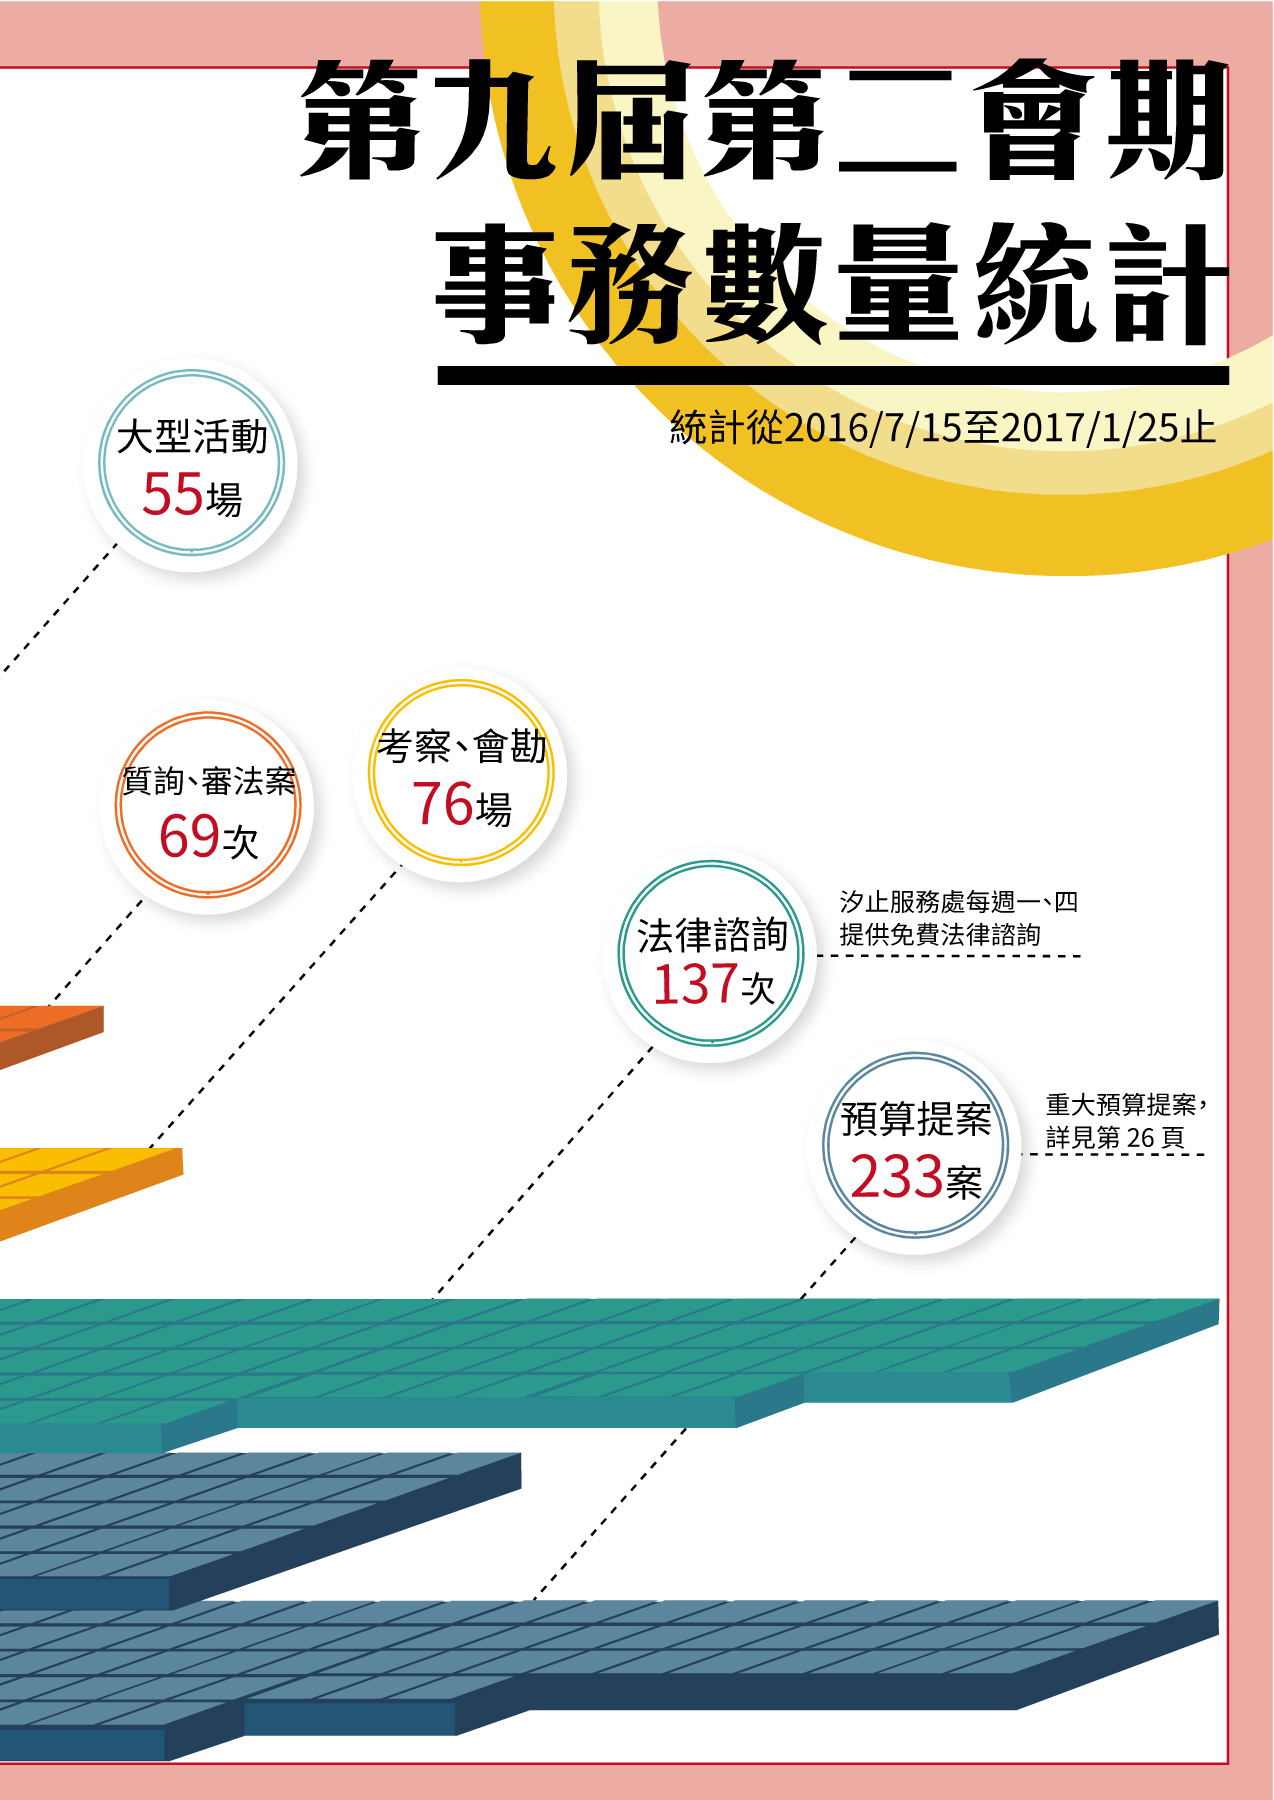 第九屆第二會期
事務數量統計
統計從2016/7/15至2017/1/25止
大型活動
55場
質詢、審法案
69次
考察、會勘
76場
法律諮詢
137次
汐止服務處每週一、四
提供免費法律諮詢
預算提案
233案
重大預算提案，
詳見第 26 頁